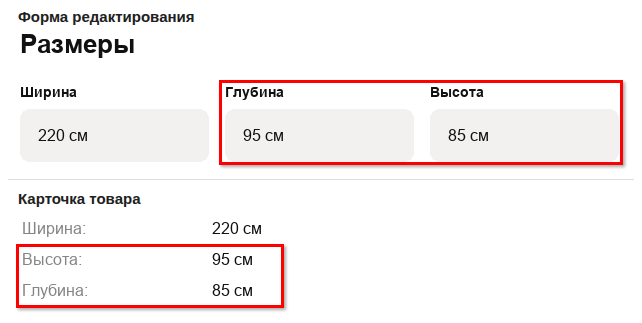 Форма редактирования
Размеры
Ширина Глубина Высота
220 см 95 см 85 см
Карточка товара
Ширина: 220 см
Высота: 95 см
Глубина: 85 см